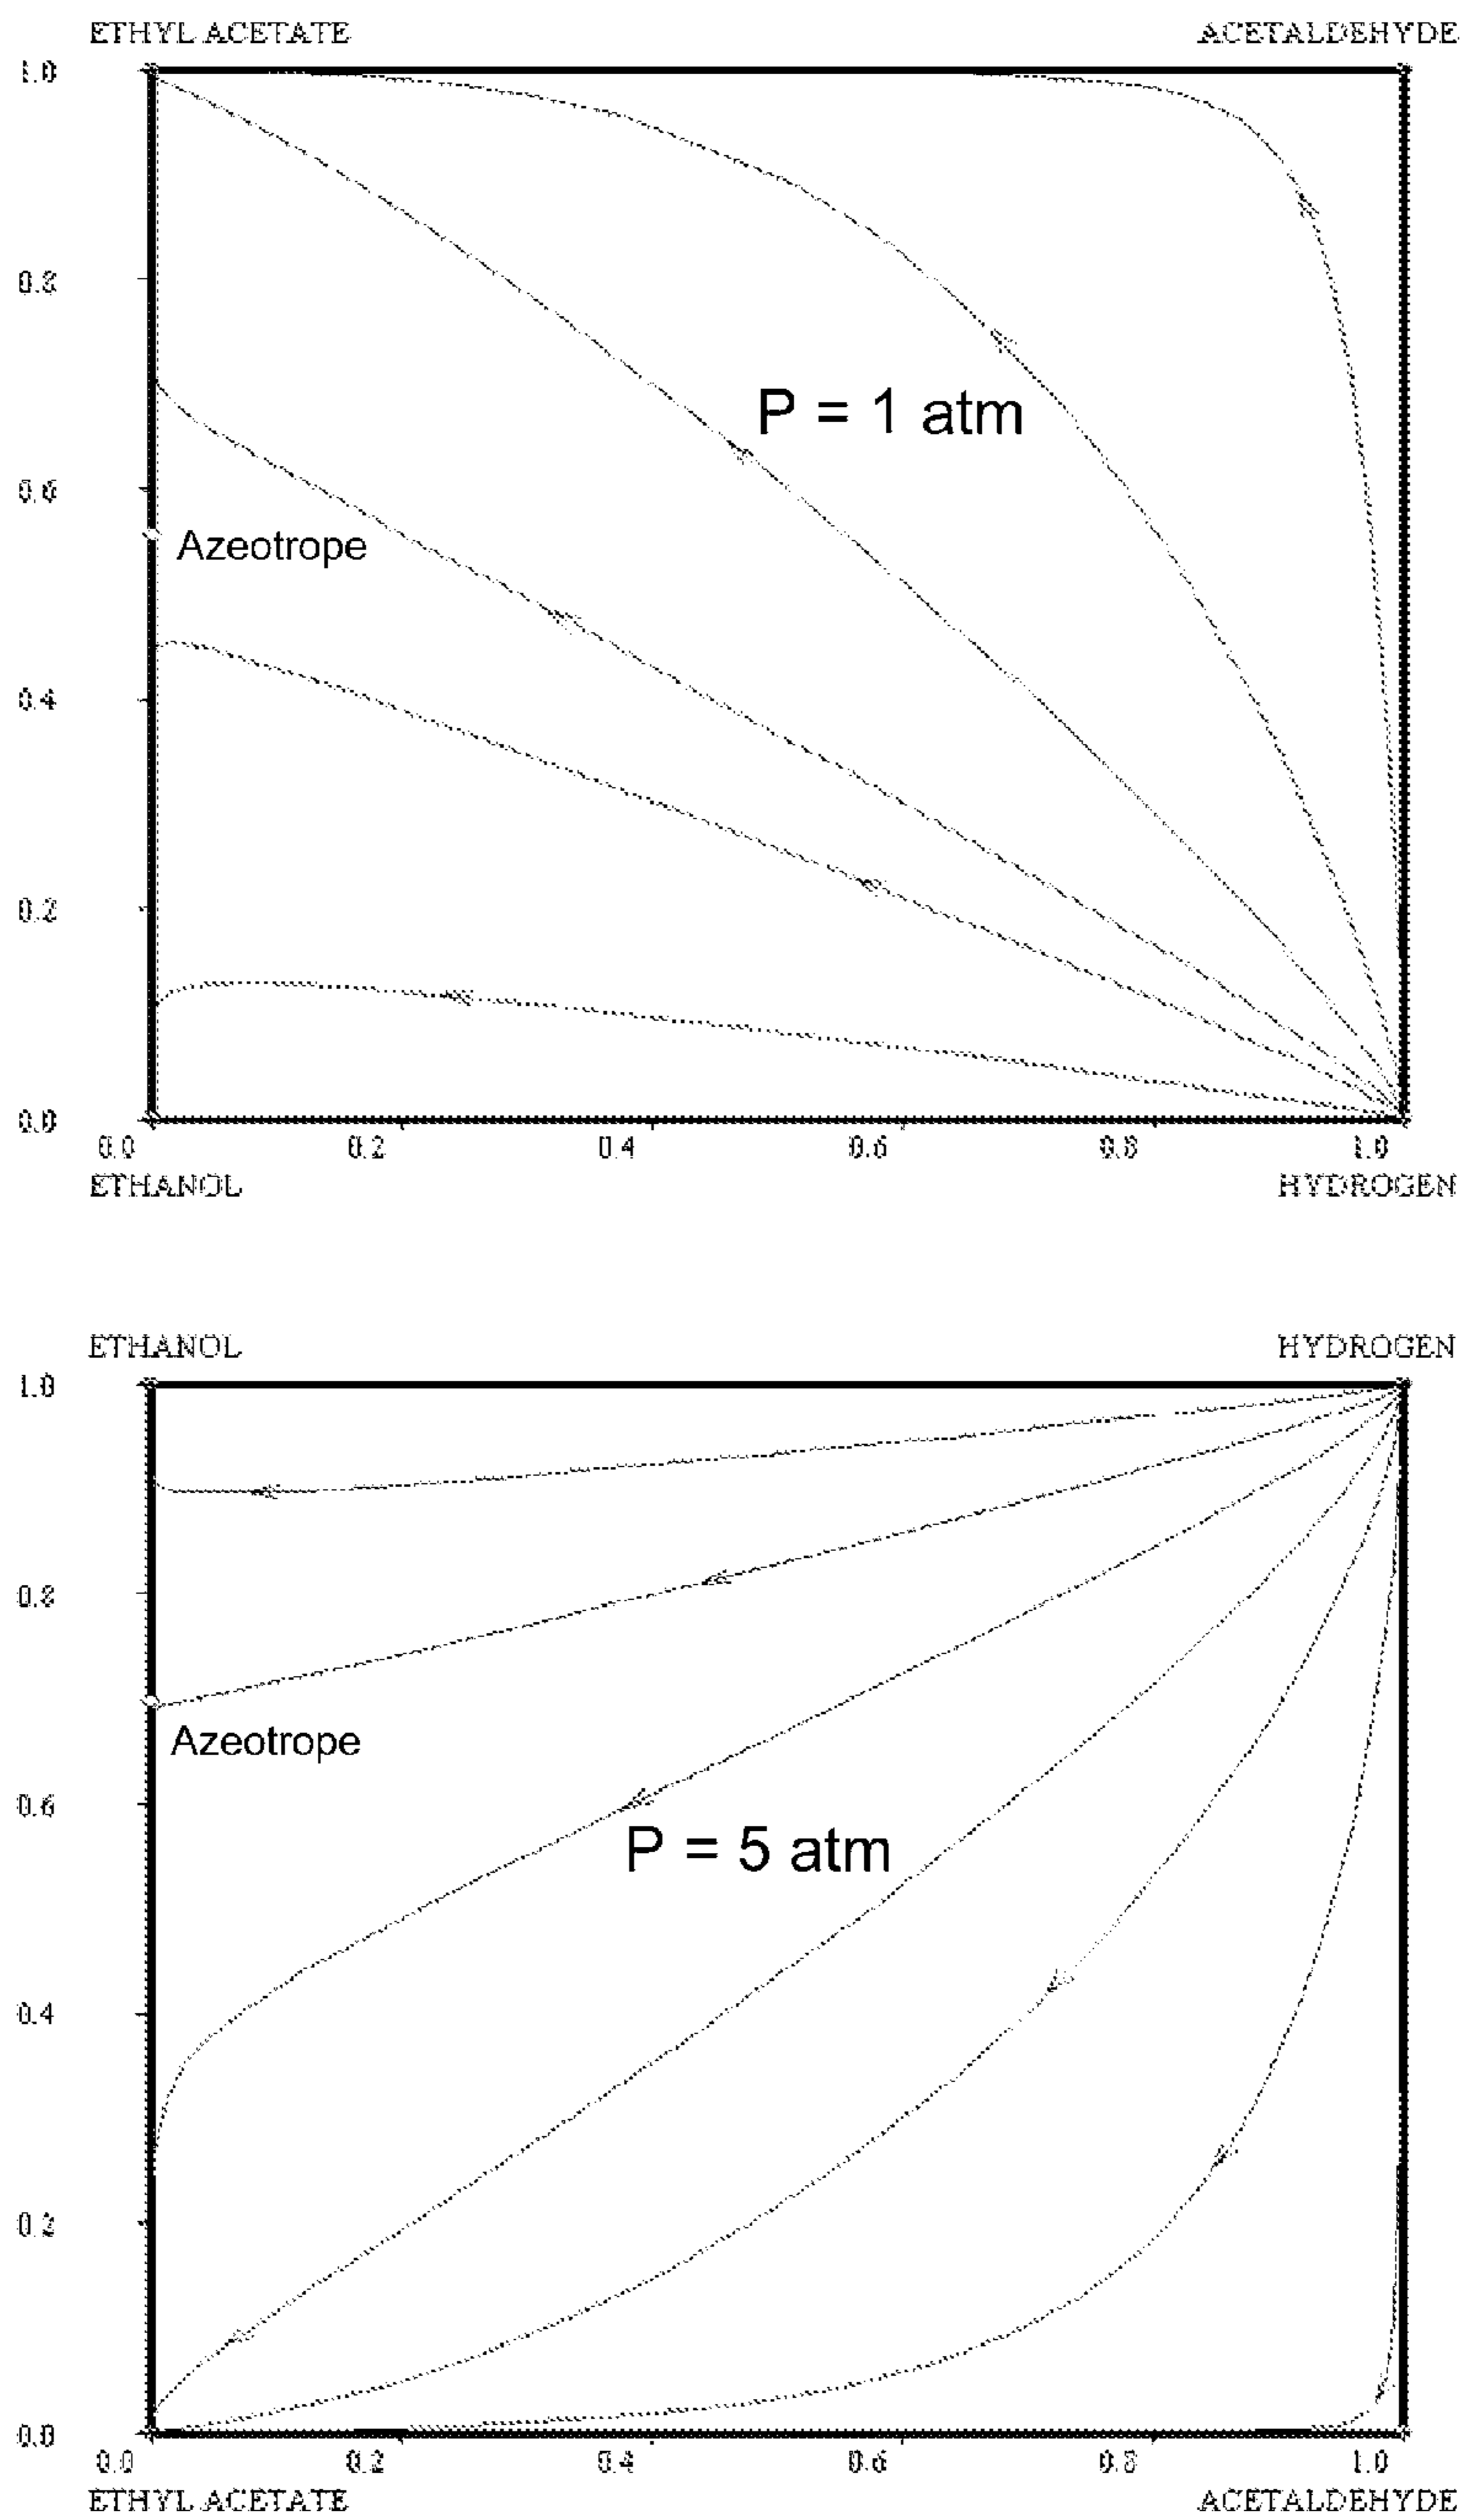 ETHYL ACETATE ACETALDEHYDE
1.0
0.8
P = 1 atm
0.6
Azeotrope
0.4
0.2
0.0
0.0 0.2 0.4 0.6 0.8 1.0
ETHANOL HYDROGEN
ETHANOL HYDROGEN
1.0
0.8
Azeotrope
0.6
P = 5 atm
0.4
0.2
0.0
0.0 0.2 0.4 0.6 0.8 1.0
ETHYL ACETATE ACETALDEHYDE